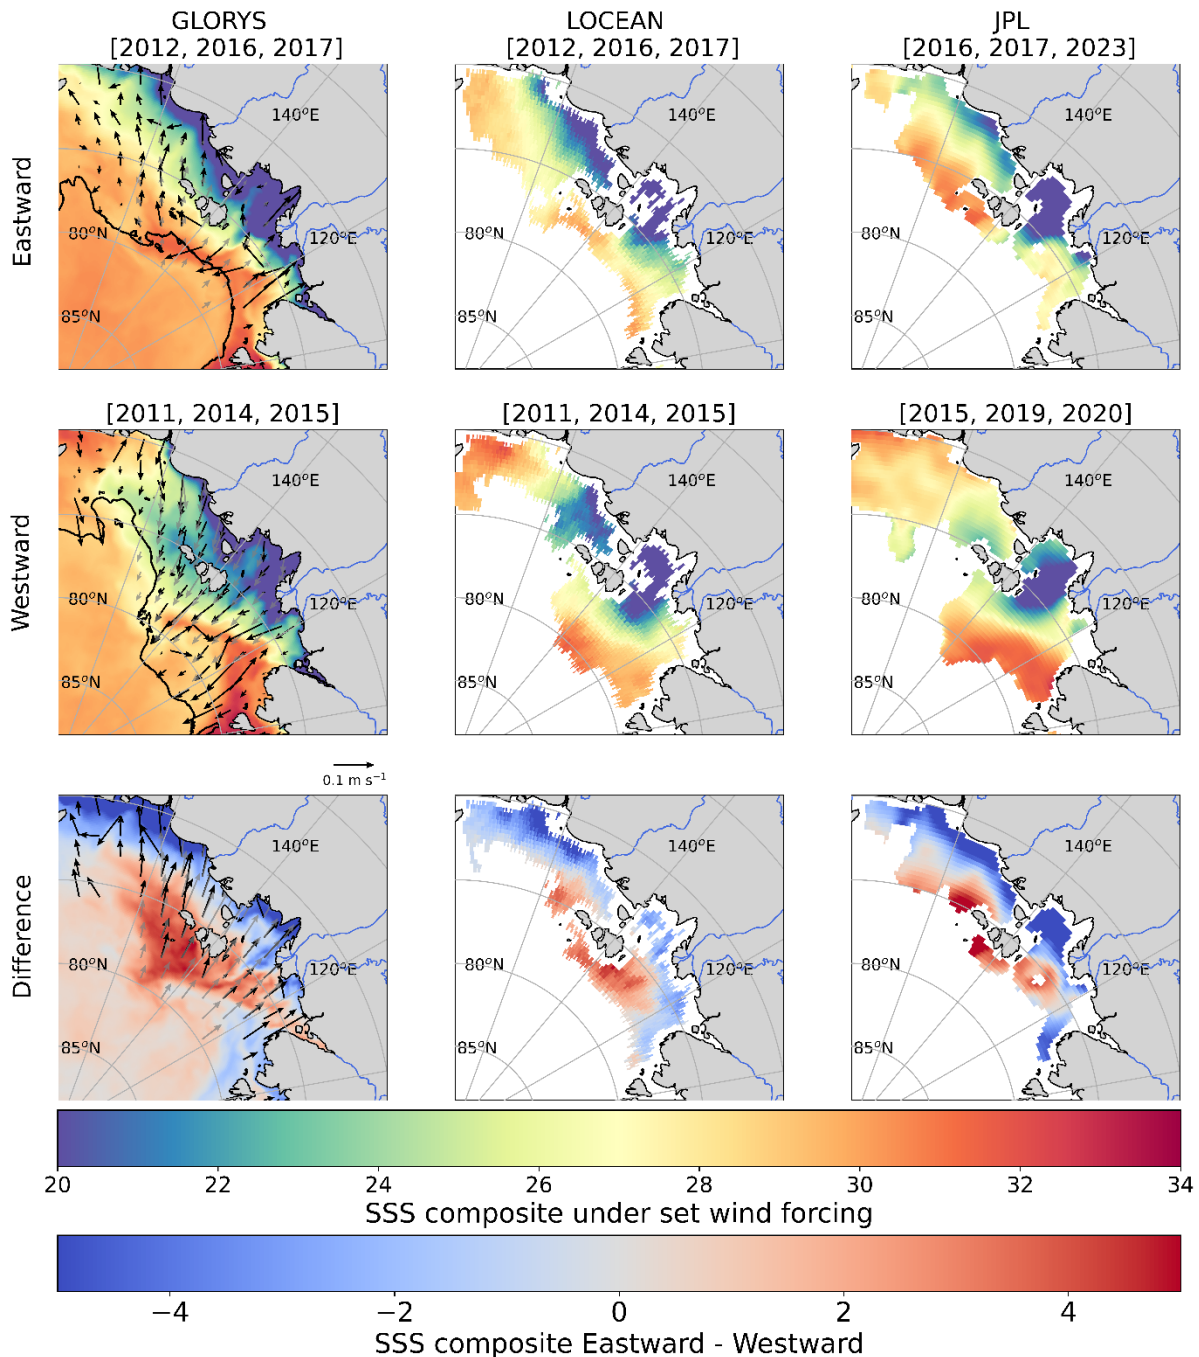 GLORYS
[2012, 2016, 2017]
LOCEAN
[2012, 2016, 2017]
JPL
[2016, 2017, 2023]
Eastward
140°E
120°E
80°N
85°N
140°E
120°E
80°N
85°N
140°E
120°E
80°N
85°N
[2011, 2014, 2015]
[2011, 2014, 2015]
[2015, 2019, 2020]
Westward
140°E
120°E
80°N
85°N
140°E
120°E
80°N
85°N
140°E
120°E
80°N
85°N
0.1 m s⁻¹
Difference
140°E
120°E
80°N
85°N
140°E
120°E
80°N
85°N
140°E
120°E
80°N
85°N
20 22 24 26 28 30 32 34
SSS composite under set wind forcing
−4 −2 0 2 4
SSS composite Eastward - Westward